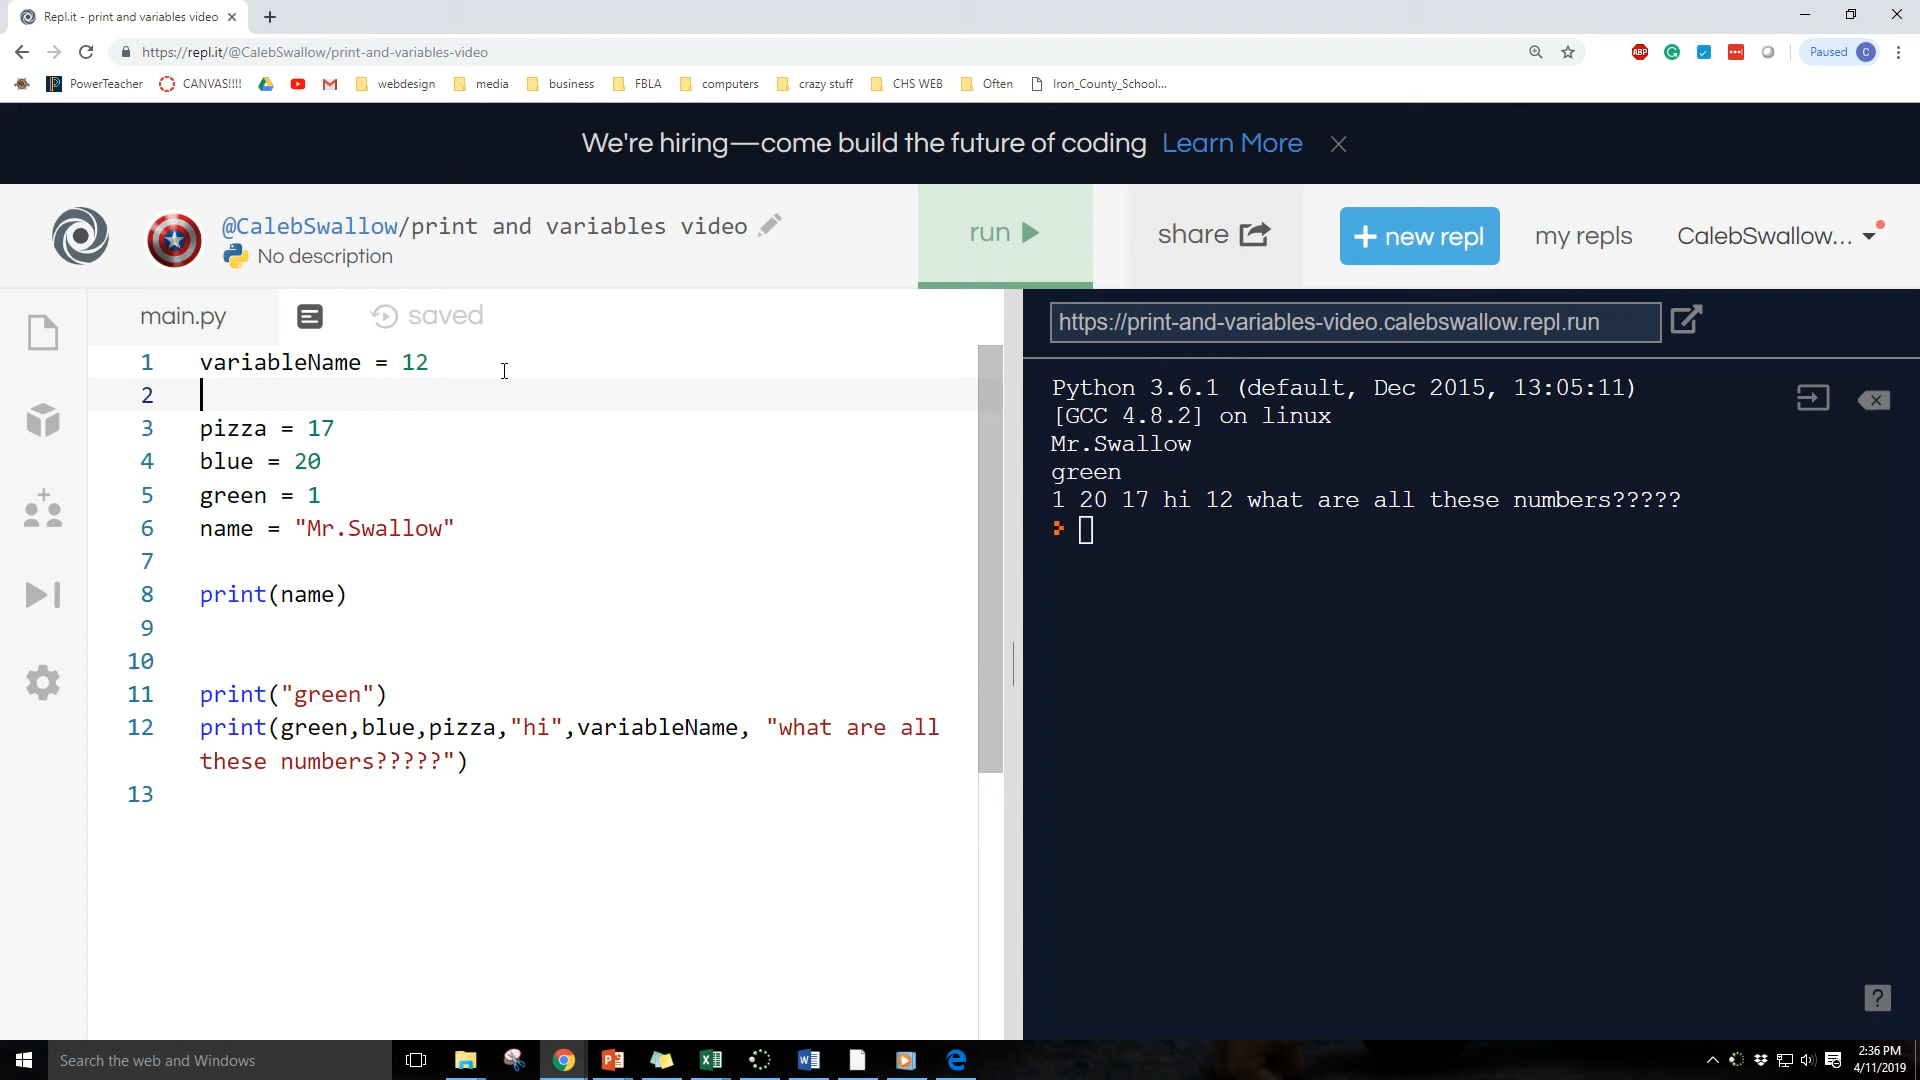 Repl.it - print and variables video
https://repl.it/@CalebSwallow/print-and-variables-video
ABP
Paused C
PowerTeacher CANVAS!!!! webdesign media business FBLA computers crazy stuff CHS WEB Often Iron_County_School...
We're hiring—come build the future of coding Learn More
@CalebSwallow/print and variables video
No description
run
share
+ new repl
my repls
CalebSwallow...
main.py
saved
1 variableName = 12
2
3 pizza = 17
4 blue = 20
5 green = 1
6 name = "Mr.Swallow"
7
8 print(name)
9
10
11 print("green")
12 print(green,blue,pizza,"hi",variableName, "what are all
these numbers?????")
13
https://print-and-variables-video.calebswallow.repl.run
Python 3.6.1 (default, Dec 2015, 13:05:11)
[GCC 4.8.2] on linux
Mr.Swallow
green
1 20 17 hi 12 what are all these numbers?????
?
Search the web and Windows
2:36 PM
4/11/2019